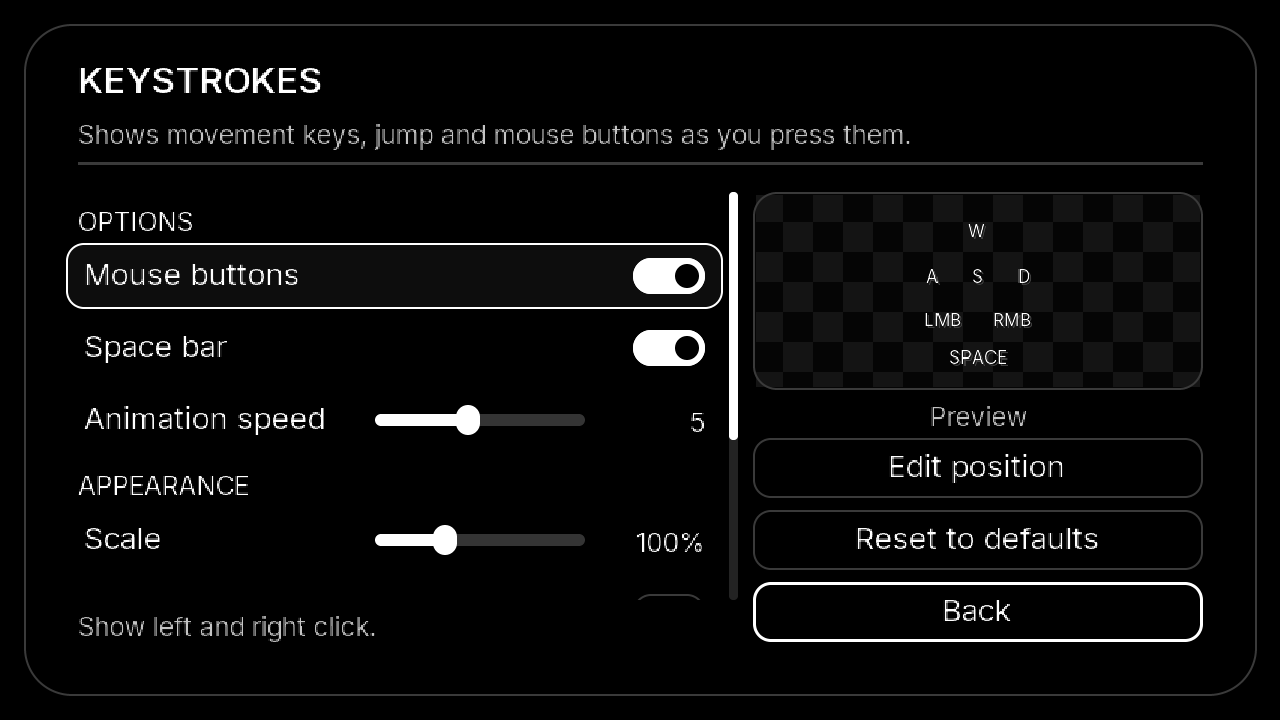 KEYSTROKES
Shows movement keys, jump and mouse buttons as you press them.
OPTIONS
Mouse buttons
Space bar
Animation speed 5
APPEARANCE
Scale 100%
Show left and right click.
W
A S D
LMB RMB
SPACE
Preview
Edit position
Reset to defaults
Back